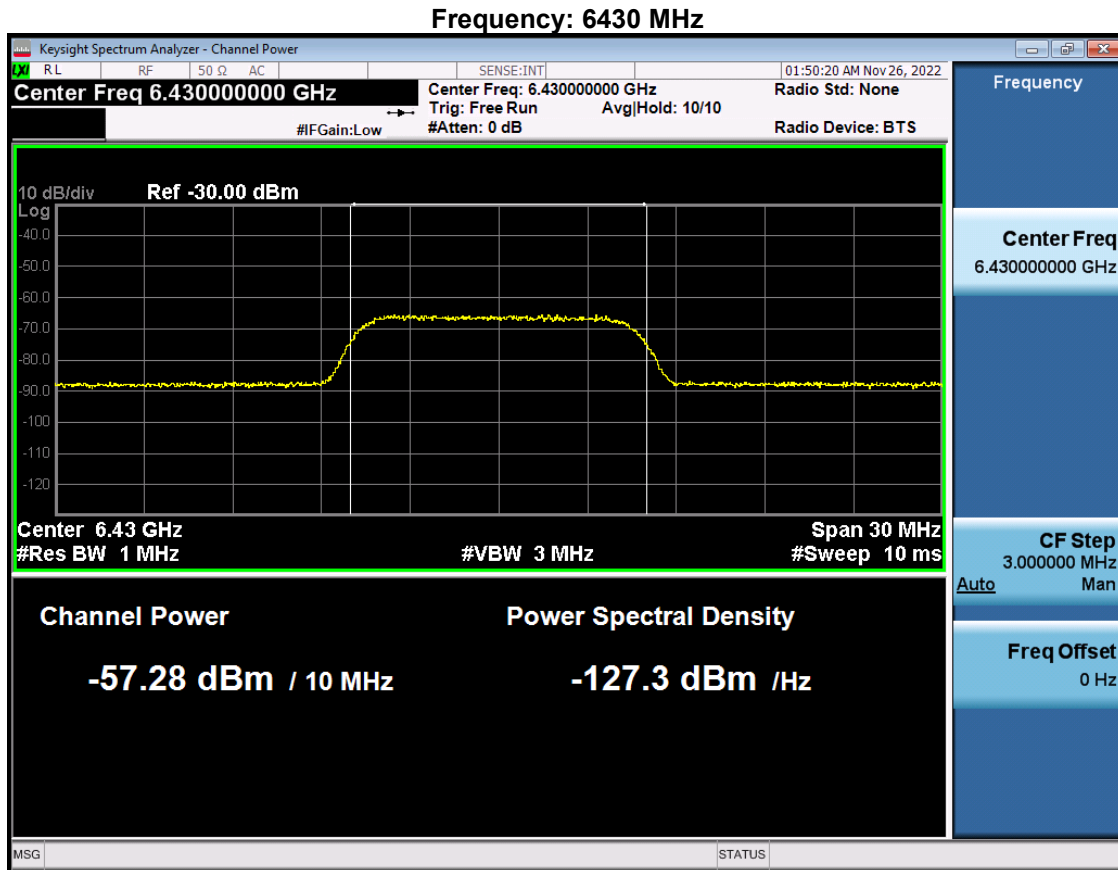 Frequency: 6430 MHz
Keysight Spectrum Analyzer - Channel Power
LXI RL RF 50 Ω AC SENSE:INT 01:50:20 AM Nov 26, 2022
Center Freq 6.430000000 GHz
Center Freq: 6.430000000 GHz
Radio Std: None
Trig: Free Run Avg|Hold: 10/10
#IFGain:Low
#Atten: 0 dB
Radio Device: BTS
Frequency
10 dB/div Ref -30.00 dBm
Log
-40.0
-50.0
-60.0
-70.0
-80.0
-90.0
-100
-110
-120
Center 6.43 GHz Span 30 MHz
#Res BW 1 MHz #VBW 3 MHz #Sweep 10 ms
Channel Power Power Spectral Density
-57.28 dBm / 10 MHz -127.3 dBm /Hz
Center Freq
6.430000000 GHz
CF Step
3.000000 MHz
Auto Man
Freq Offset
0 Hz
MSG STATUS